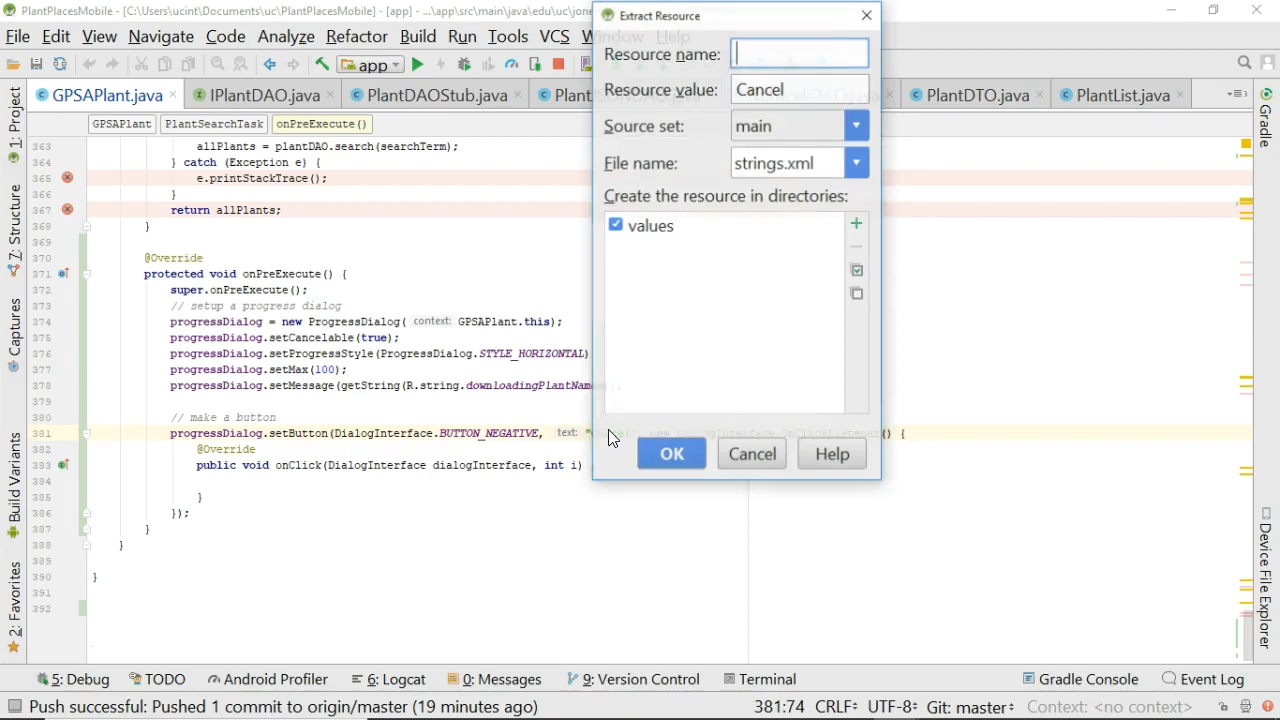 PlantPlacesMobile - [C:\Users\ucint\Documents\uc\PlantPlacesMobile] - [app] - ...\app\src\main\java\edu\uc\jone
Extract Resource
File Edit View Navigate Code Analyze Refactor Build Run Tools VCS Window Help
Resource name:
app
Resource value: Cancel
GPSAPlant.java IPlantDAO.java PlantDAOStub.java Plant PlantDTO.java PlantList.java
GPSAPlant PlantSearchTask onPreExecute()
Source set: main
File name: strings.xml
Create the resource in directories:
values
363 allPlants = plantDAO.search(searchTerm);
364 } catch (Exception e) {
365 e.printStackTrace();
366 }
367 return allPlants;
368 }
369
370 @Override
371 protected void onPreExecute() {
372 super.onPreExecute();
373 // setup a progress dialog
374 progressDialog = new ProgressDialog( context: GPSAPlant.this);
375 progressDialog.setCancelable(true);
376 progressDialog.setProgressStyle(ProgressDialog.STYLE_HORIZONTAL)
377 progressDialog.setMax(100);
378 progressDialog.setMessage(getString(R.string.downloadingPlantNam
379
380 // make a button
381 progressDialog.setButton(DialogInterface.BUTTON_NEGATIVE, text: () {
382 @Override
383 public void onClick(DialogInterface dialogInterface, int i)
384
385 }
386 });
387 }
388 }
389
390 }
391
392
OK Cancel Help
1: Project
7: Structure
Captures
Build Variants
2: Favorites
Gradle
Device File Explorer
5: Debug TODO Android Profiler 6: Logcat 0: Messages 9: Version Control Terminal Gradle Console Event Log
Push successful: Pushed 1 commit to origin/master (19 minutes ago) 381:74 CRLF UTF-8 Git: master Context: <no context>